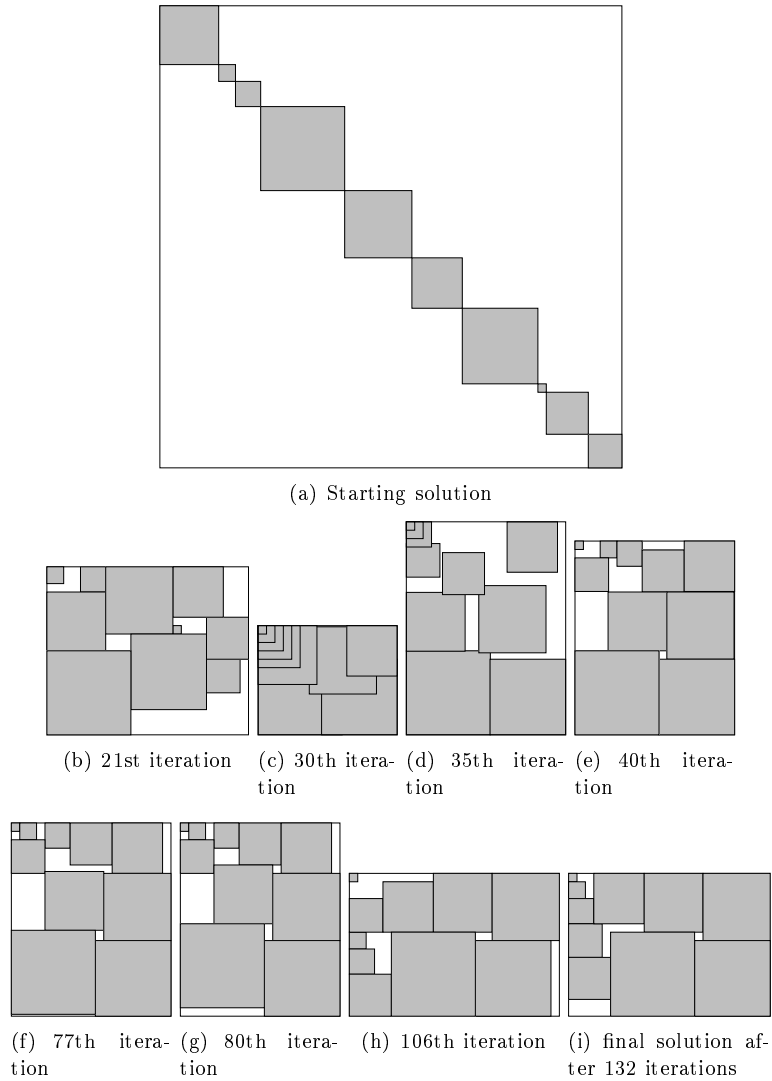 (a) Starting solution
(b) 21st iteration
(c) 30th itera-
tion
(d) 35th itera-
tion
(e) 40th itera-
tion
(f) 77th itera-
tion
(g) 80th itera-
tion
(h) 106th iteration
(i) final solution af-
ter 132 iterations